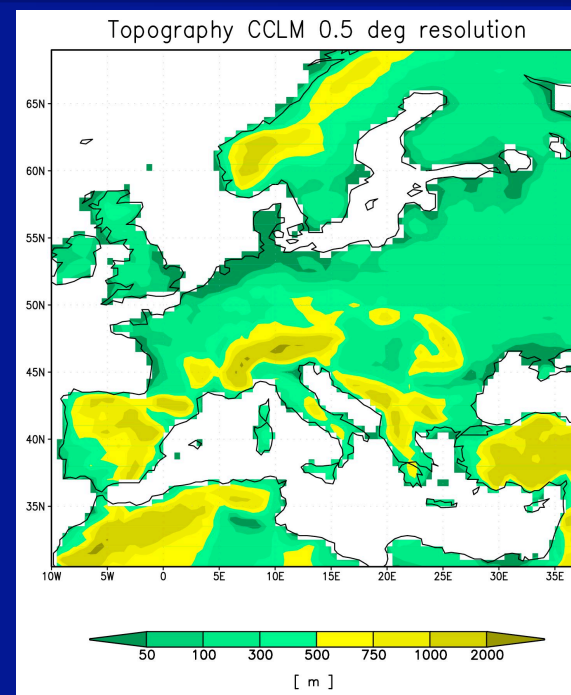 Topography CCLM 0.5 deg resolution
65N
60N
55N
50N
45N
40N
35N
10W 5W 0 5E 10E 15E 20E 25E 30E 35E
50 100 300 500 750 1000 2000
[ m ]